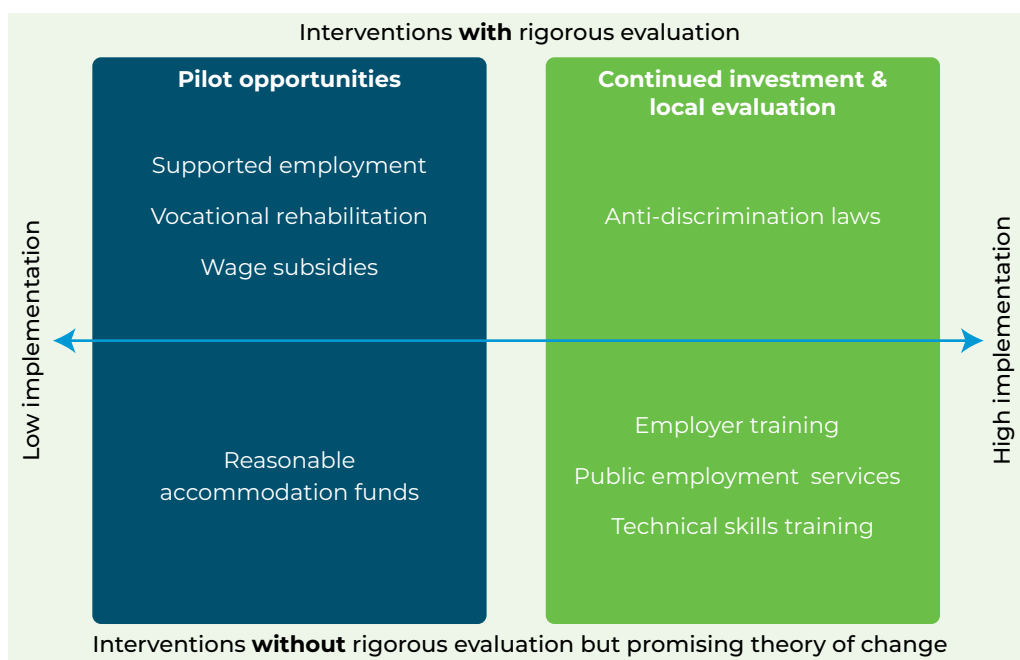 Interventions with rigorous evaluation
Pilot opportunities
Supported employment
Vocational rehabilitation
Wage subsidies
Reasonable
accommodation funds
Continued investment &
local evaluation
Anti-discrimination laws
Employer training
Public employment services
Technical skills training
Low implementation
High implementation
Interventions without rigorous evaluation but promising theory of change